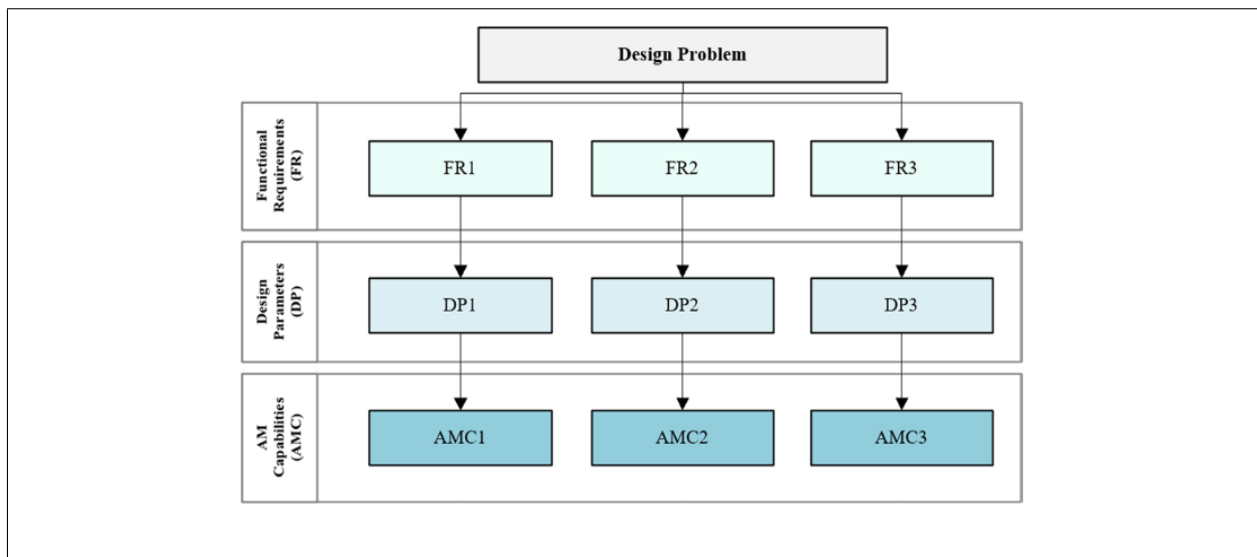 Design Problem
Functional
Requirements
(FR)
FR1
FR2
FR3
Design
Parameters
(DP)
DP1
DP2
DP3
AM
Capabilities
(AMC)
AMC1
AMC2
AMC3